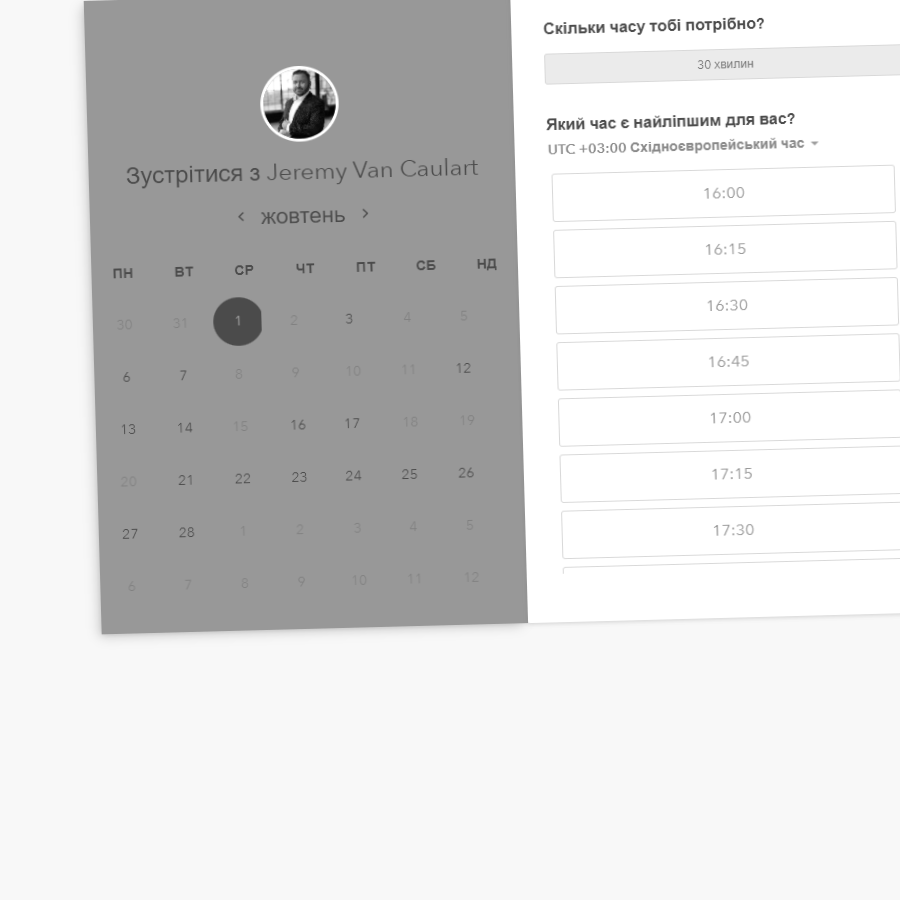 Зустрітися з Jeremy Van Caulart
жовтень
ПН ВТ СР ЧТ ПТ СБ НД
30 31 1 2 3 4 5
6 7 8 9 10 11 12
13 14 15 16 17 18 19
20 21 22 23 24 25 26
27 28 1 2 3 4 5
6 7 8 9 10 11 12
Скільки часу тобі потрібно?
30 хвилин
Який час є найліпшим для вас?
UTC +03:00 Східноєвропейський час
16:00
16:15
16:30
16:45
17:00
17:15
17:30